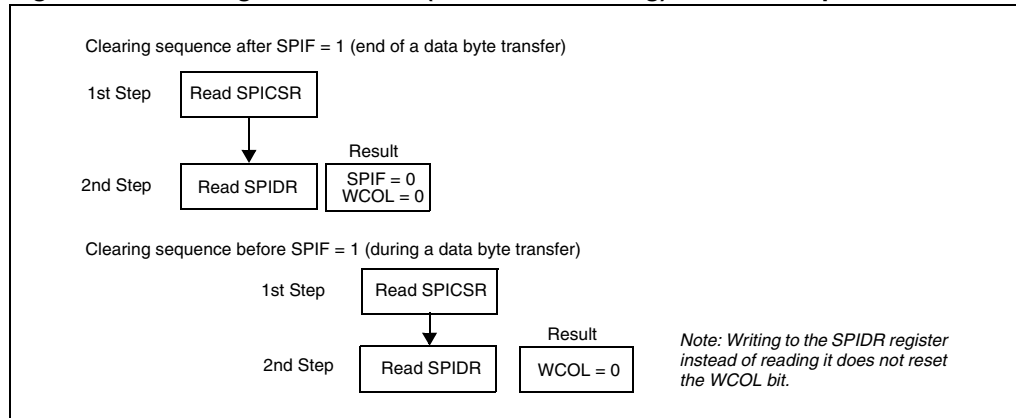 Clearing sequence after SPIF = 1 (end of a data byte transfer)
1st Step
Read SPICSR
Result
2nd Step
Read SPIDR
SPIF = 0
WCOL = 0
Clearing sequence before SPIF = 1 (during a data byte transfer)
1st Step
Read SPICSR
Result
2nd Step
Read SPIDR
WCOL = 0
Note: Writing to the SPIDR register
instead of reading it does not reset
the WCOL bit.